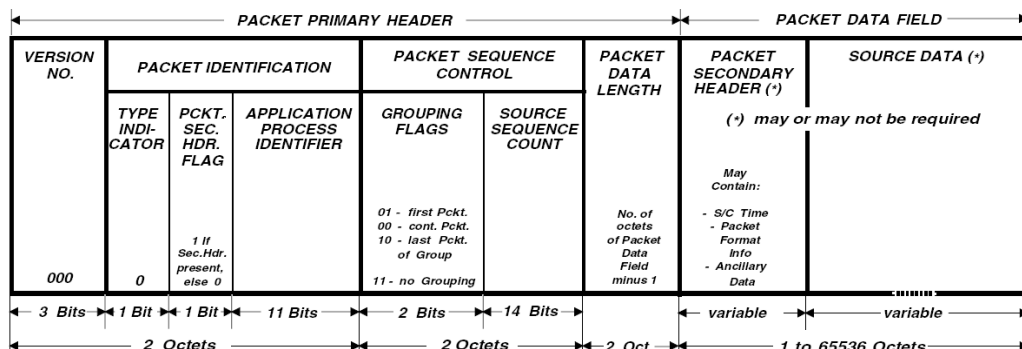 PACKET PRIMARY HEADER
PACKET DATA FIELD
VERSION
NO.
PACKET IDENTIFICATION
PACKET SEQUENCE
CONTROL
PACKET
DATA
LENGTH
PACKET
SECONDARY
HEADER (*)
SOURCE DATA (*)
(*) may or may not be required
TYPE
INDI-
CATOR
PCKT.
SEC.
HDR.
FLAG
APPLICATION
PROCESS
IDENTIFIER
GROUPING
FLAGS
SOURCE
SEQUENCE
COUNT
000
0
1 If
Sec.Hdr.
present,
else 0
01 - first Pckt.
00 - cont. Pckt.
10 - last Pckt.
of Group
11 - no Grouping
No. of
octets
of Packet
Data
Field
minus 1
May
Contain:
- S/C Time
- Packet
Format
Info
- Ancillary
Data
3 Bits
1 Bit
1 Bit
11 Bits
2 Bits
14 Bits
variable
variable
2 Octets
2 Octets
2 Oct.
1 to 65536 Octets